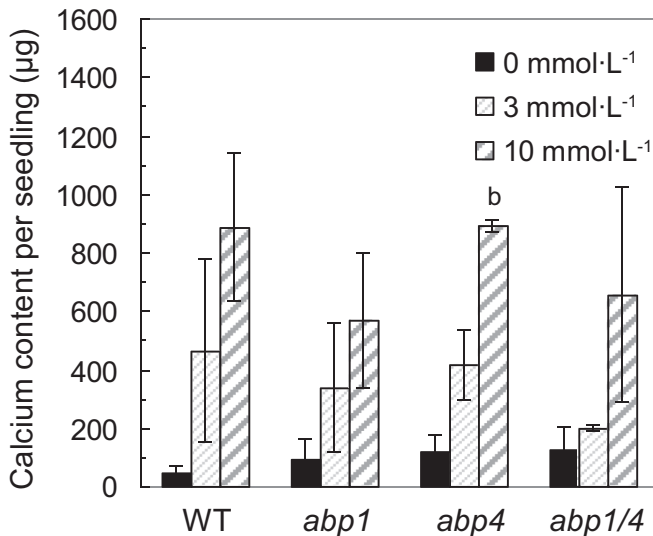 Calcium content per seedling (µg)
1600
1400
1200
1000
800
600
400
200
0
0 mmol·L⁻¹
3 mmol·L⁻¹
10 mmol·L⁻¹
b
WT abp1 abp4 abp1/4